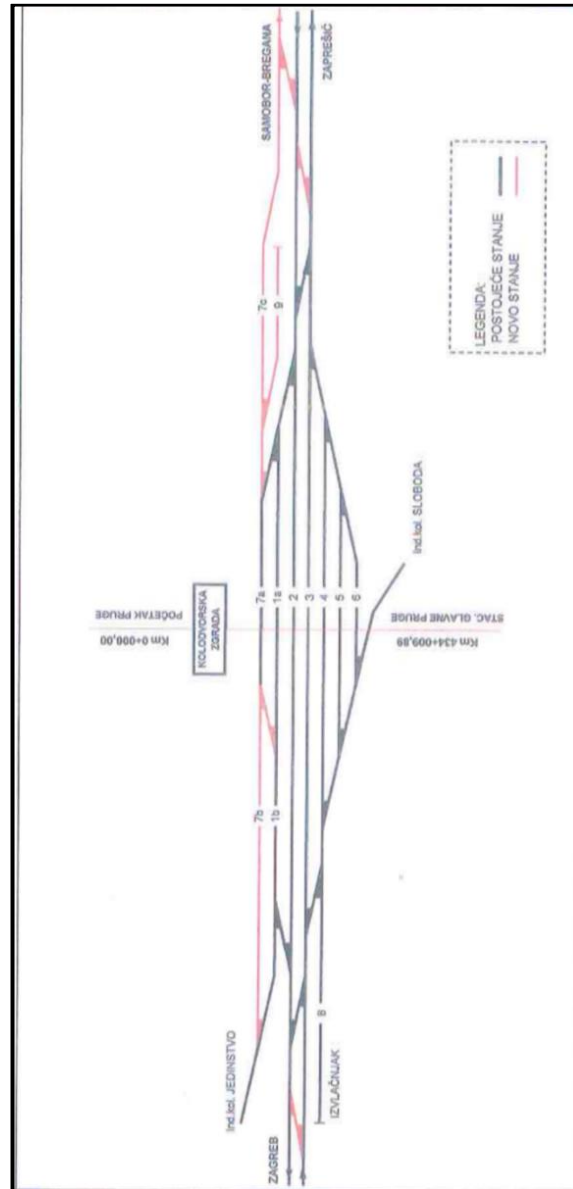 SAMOBOR-BREGANA
ZAPREŠIĆ
7c
9
LEGENDA:
POSTOJEĆE STANJE
NOVO STANJE
KOLODVORSKA
ZGRADA
POČETAK PRUGE
Km 0+000,00
7a
1a
2
3
4
5
6
STAC. GLAVNE PRUGE
Km 434+009,89
Ind.kol. SLOBODA
7b
1b
8
Ind.kol. JEDINSTVO
ZAGREB
IZVLAČNJAK